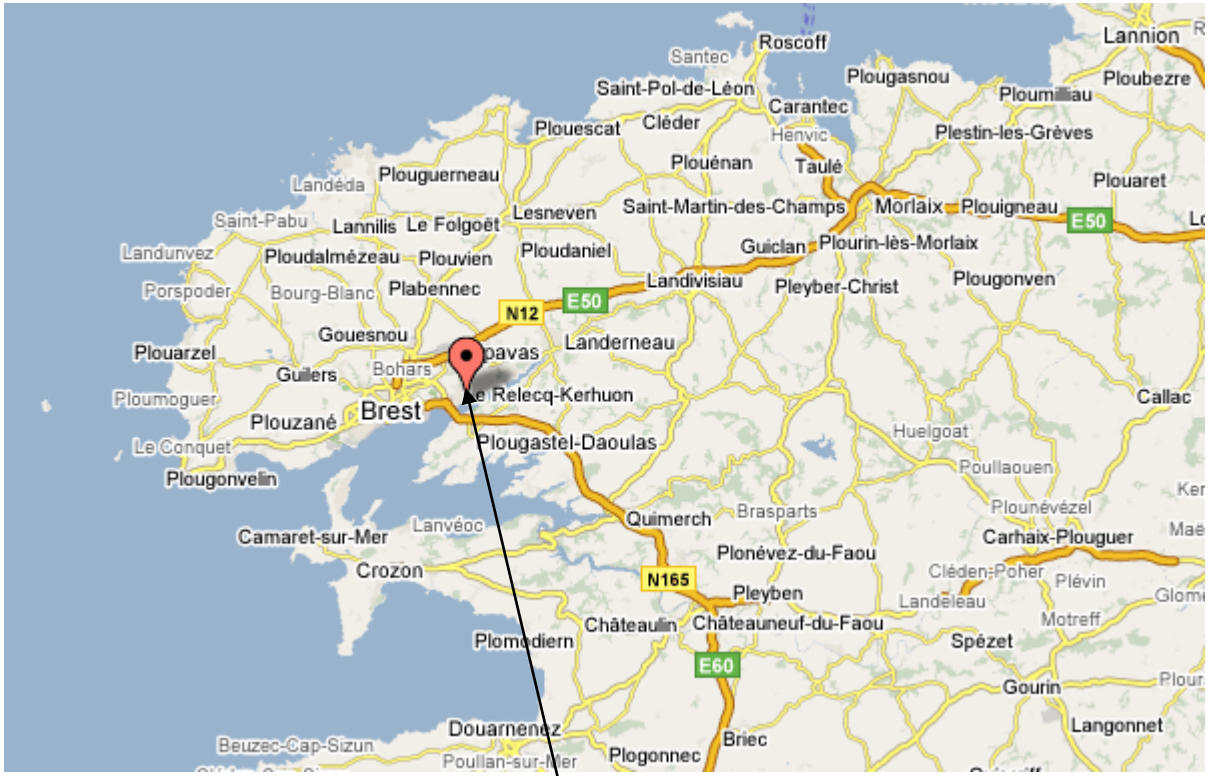 Lannion
Roscoff
Santec
Plougasnou
Ploubezre
Saint-Pol-de-Léon
Carantec
Plouescat
Cléder
Henvic
Plestin-les-Grèves
Plouénan
Taulé
Plouguerneau
Plouaret
Landéda
Saint-Pabu
Lannilis
Le Folgoët
Lesneven
Saint-Martin-des-Champs
Morlaix
Plouigneau
E50
Landunvez
Ploudalmézeau
Plouvien
Ploudaniel
Guiclan
Plourin-lès-Morlaix
Porspoder
Bourg-Blanc
Plabennec
Landivisiau
Pleyber-Christ
Plougonven
E50
N12
Gouesnou
Landerneau
Plouarzel
Bohars
pavas
Ploumoguer
e Relecq-Kerhuon
Callac
Plouzané
Brest
Le Conquet
Plougastel-Daoulas
Huelgoat
Plougonvelin
Poullaouen
Lanvéoc
Quimerch
Brasparts
Plounévézel
Camaret-sur-Mer
Carhaix-Plouguer
Crozon
Plonévez-du-Faou
N165
Pleyben
Cléden-Poher
Plévin
Landeleau
Motreff
Châteaulin
Châteauneuf-du-Faou
Plomodiern
Spézet
E60
Gourin
Douarnenez
Langonnet
Beuzec-Cap-Sizun
Briec
Poullan-sur-Mer
Plogonnec